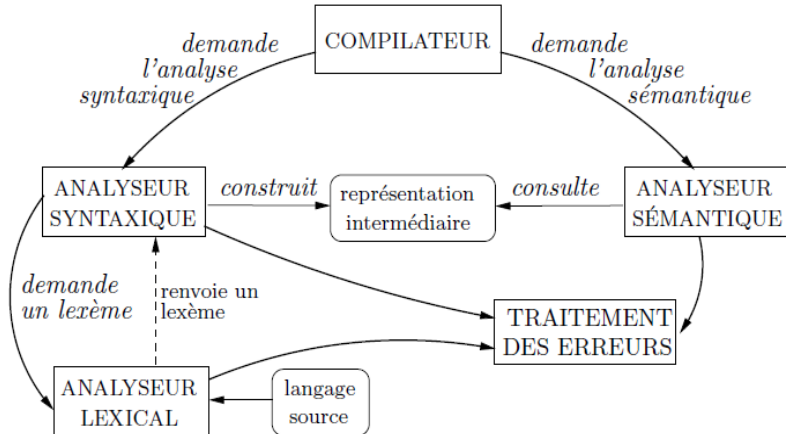 COMPILATEUR
demande
l'analyse
syntaxique
demande
l'analyse
sémantique
ANALYSEUR
SYNTAXIQUE
construit
représentation
intermédiaire
consulte
ANALYSEUR
SÉMANTIQUE
demande
un lexème
renvoie un
lexème
TRAITEMENT
DES ERREURS
ANALYSEUR
LEXICAL
langage
source